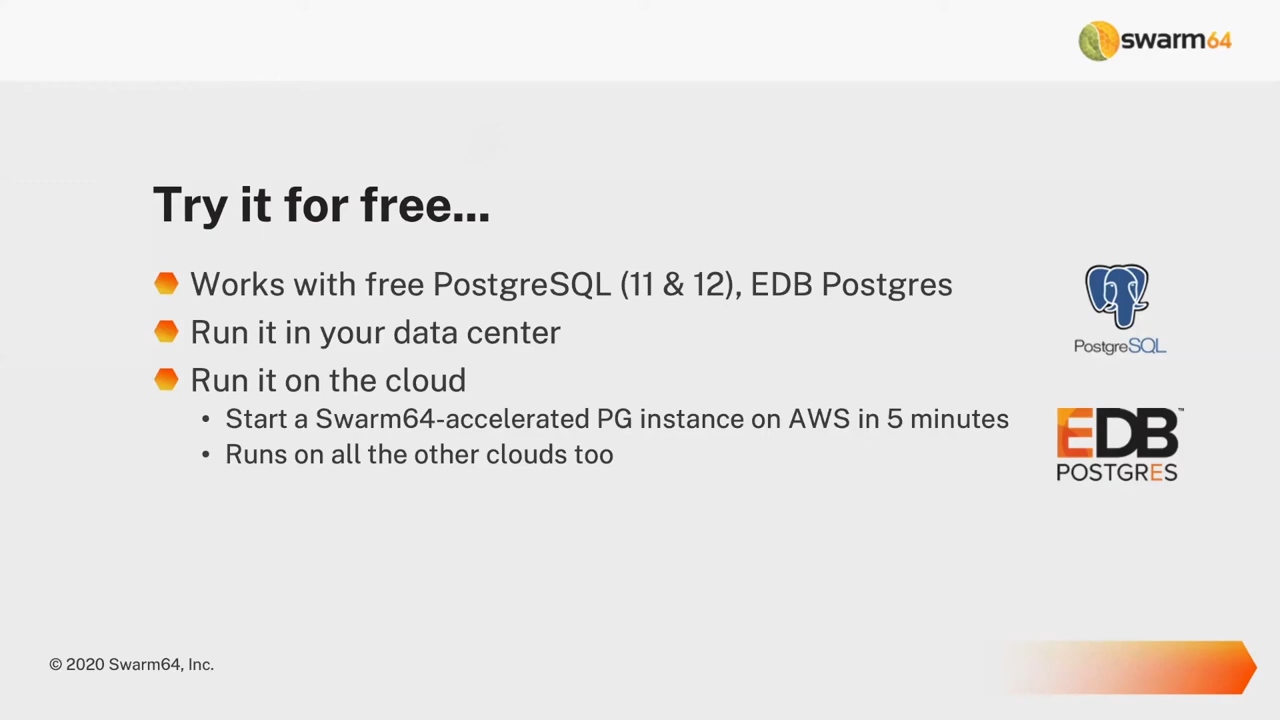 swarm64
Try it for free...
Works with free PostgreSQL (11 & 12), EDB Postgres
Run it in your data center
Run it on the cloud
• Start a Swarm64-accelerated PG instance on AWS in 5 minutes
• Runs on all the other clouds too
PostgreSQL
EDB™
POSTGRES
© 2020 Swarm64, Inc.